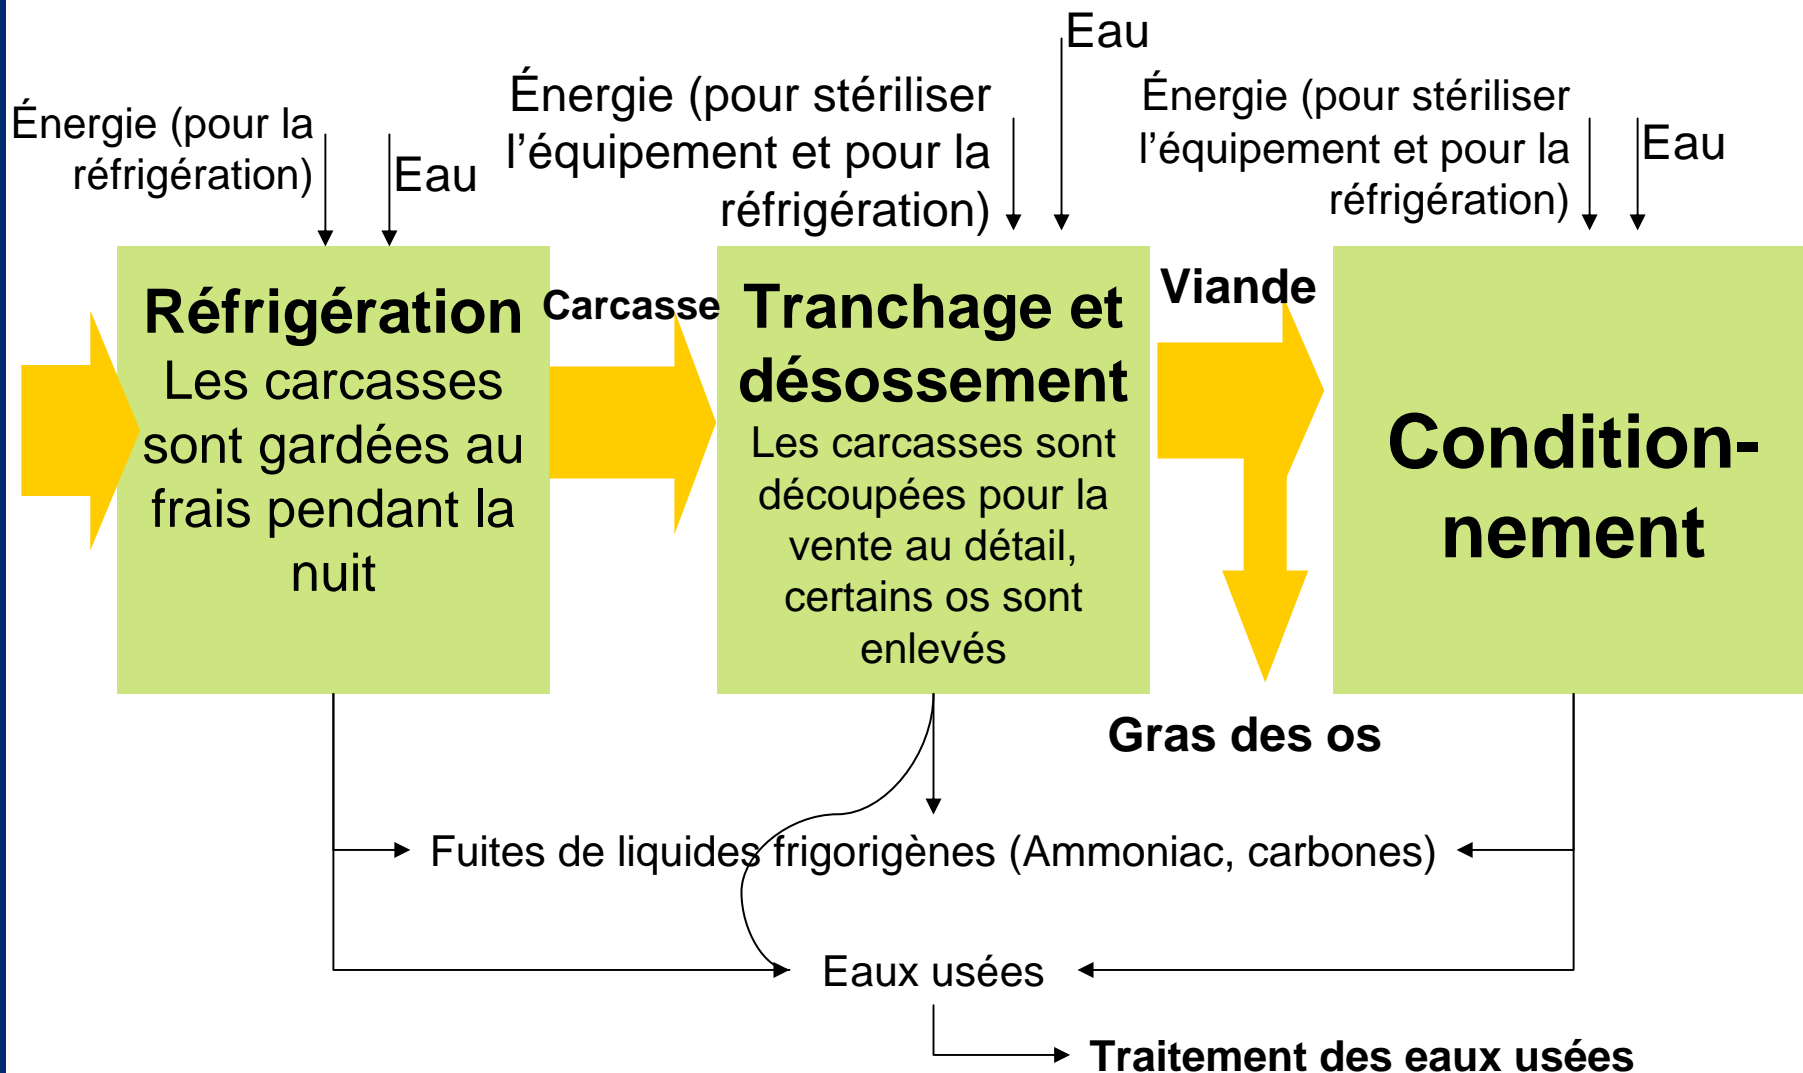 Eau
Énergie (pour la
réfrigération)
Eau
Énergie (pour stériliser
l’équipement et pour la
réfrigération)
Énergie (pour stériliser
l’équipement et pour la
réfrigération)
Eau
Réfrigération
Les carcasses
sont gardées au
frais pendant la
nuit
Carcasse
Tranchage et
désossement
Les carcasses sont
découpées pour la
vente au détail,
certains os sont
enlevés
Viande
Condition-
nement
Gras des os
Fuites de liquides frigorigènes (Ammoniac, carbones)
Eaux usées
Traitement des eaux usées